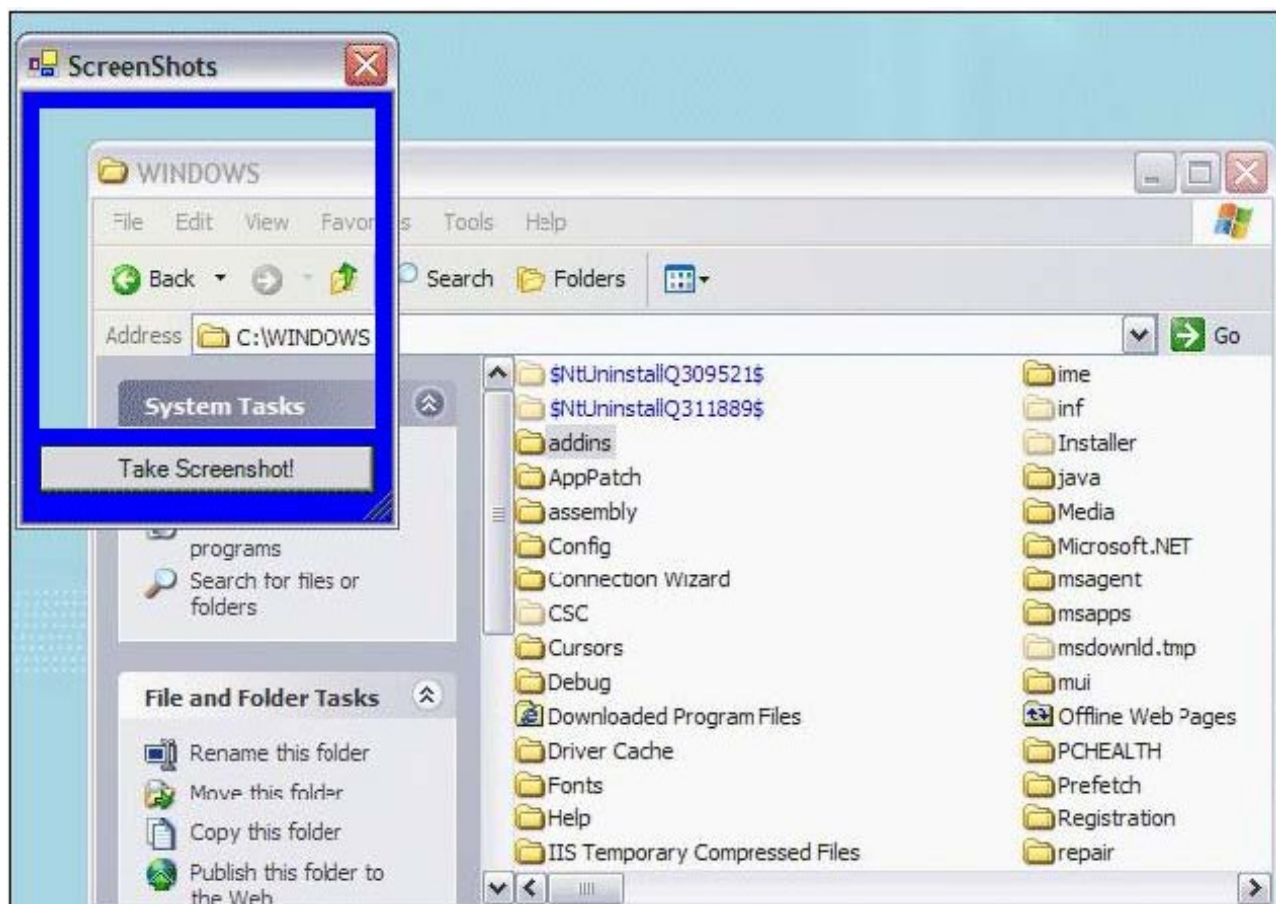 ScreenShots
WINDOWS
File Edit View Favor s Tools Help
Back Search Folders
Address C:\WINDOWS Go
System Tasks
Take Screenshot!
programs
Search for files or
folders
File and Folder Tasks
Rename this folder
Move this folder
Copy this folder
Publish this folder to
the Web
$NtUninstallQ309521$
$NtUninstallQ311889$
addins
AppPatch
assembly
Config
Connection Wizard
CSC
Cursors
Debug
Downloaded Program Files
Driver Cache
Fonts
Help
IIS Temporary Compressed Files
ime
inf
Installer
java
Media
Microsoft.NET
msagent
msapps
msdownld.tmp
mui
Offline Web Pages
PCHEALTH
Prefetch
Registration
repair